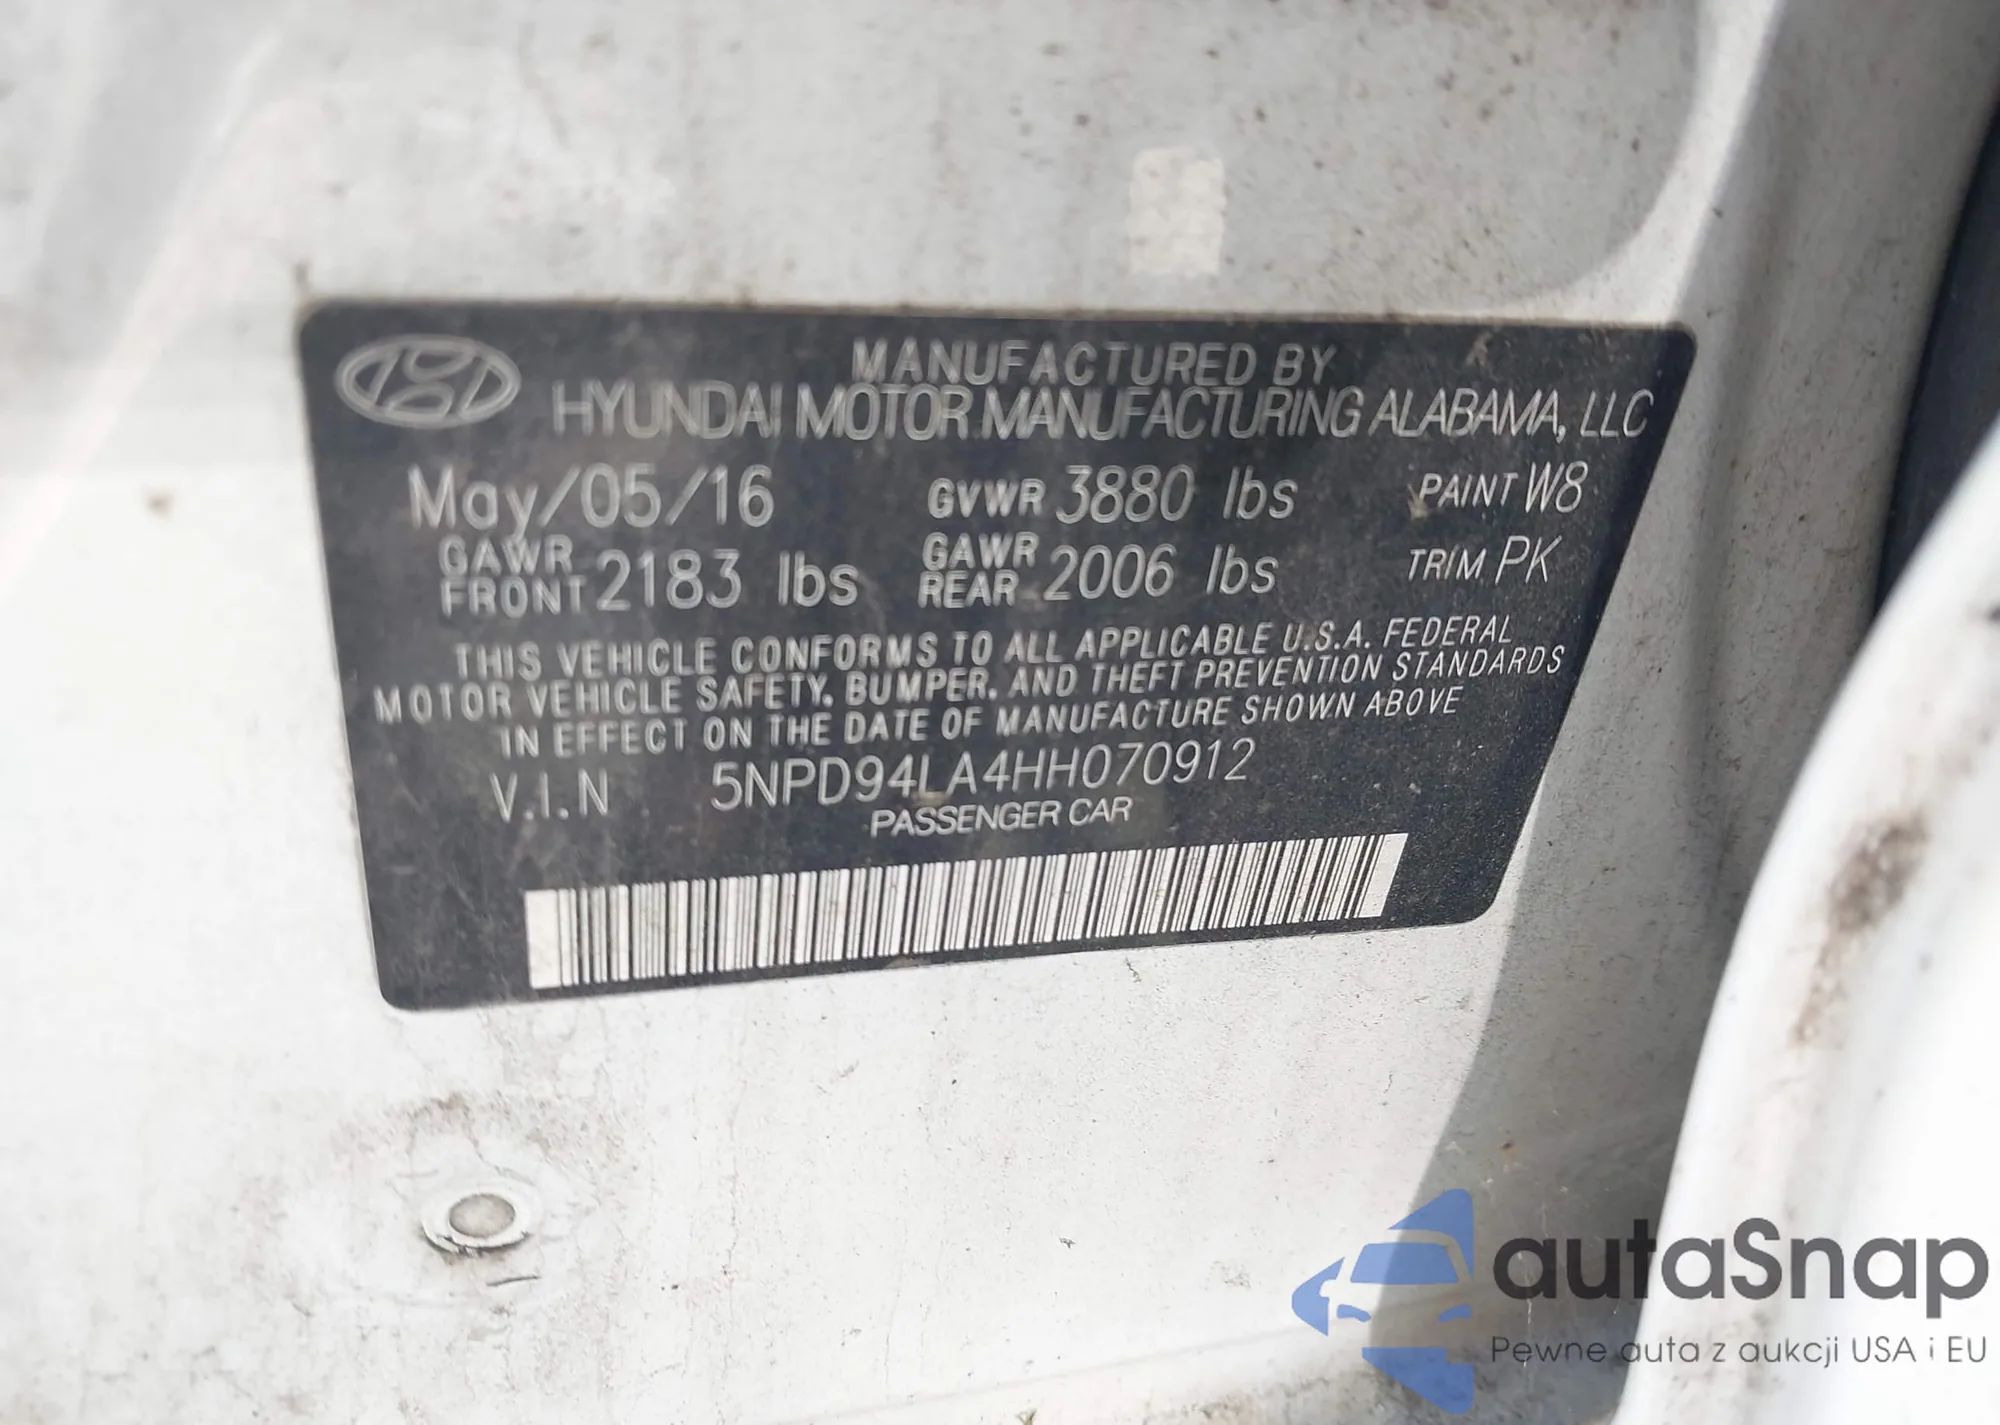 MANUFACTURED BY
HYUNDAI MOTOR MANUFACTURING ALABAMA, LLC
May/05/16 GVWR 3880 lbs PAINT W8
GAWR FRONT 2183 lbs GAWR REAR 2006 lbs TRIM PK
THIS VEHICLE CONFORMS TO ALL APPLICABLE U.S.A. FEDERAL
MOTOR VEHICLE SAFETY, BUMPER, AND THEFT PREVENTION STANDARDS
IN EFFECT ON THE DATE OF MANUFACTURE SHOWN ABOVE
V.I.N 5NPD94LA4HH070912
PASSENGER CAR
autaSnap
Pewne auta z aukcji USA i EU